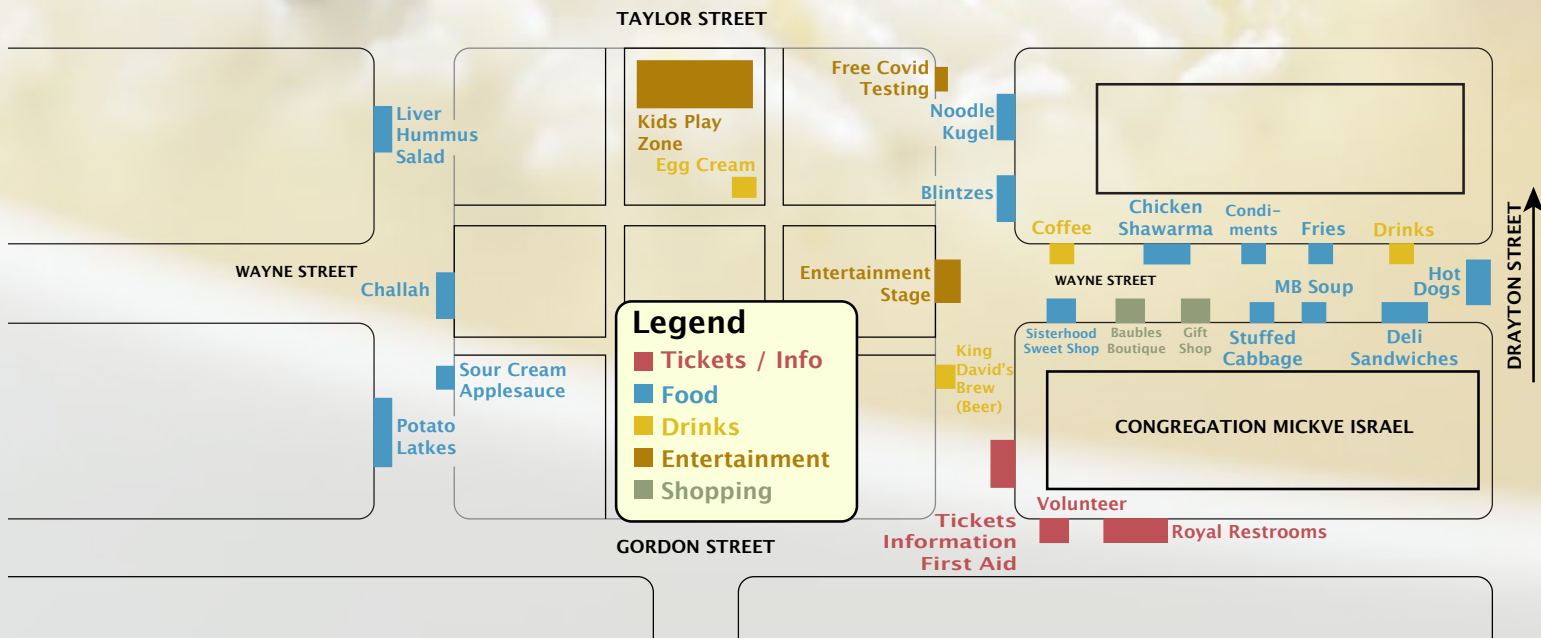 TAYLOR STREET
Free Covid
Testing
Liver
Hummus
Salad
Kids Play
Zone
Egg Cream
Noodle
Kugel
Blintzes
Coffee
Chicken
Shawarma
Condi-
ments
Fries
Drinks
WAYNE STREET
Challah
Entertainment
Stage
WAYNE STREET
MB Soup
Hot
Dogs
DRAYTON STREET
Sisterhood
Sweet Shop
Baubles
Boutique
Gift
Shop
Stuffed
Cabbage
Deli
Sandwiches
Legend
Tickets / Info
Food
Drinks
Entertainment
Shopping
King
David's
Brew
(Beer)
Sour Cream
Applesauce
Potato
Latkes
CONGREGATION MICKVE ISRAEL
Volunteer
Tickets
Information
First Aid
Royal Restrooms
GORDON STREET